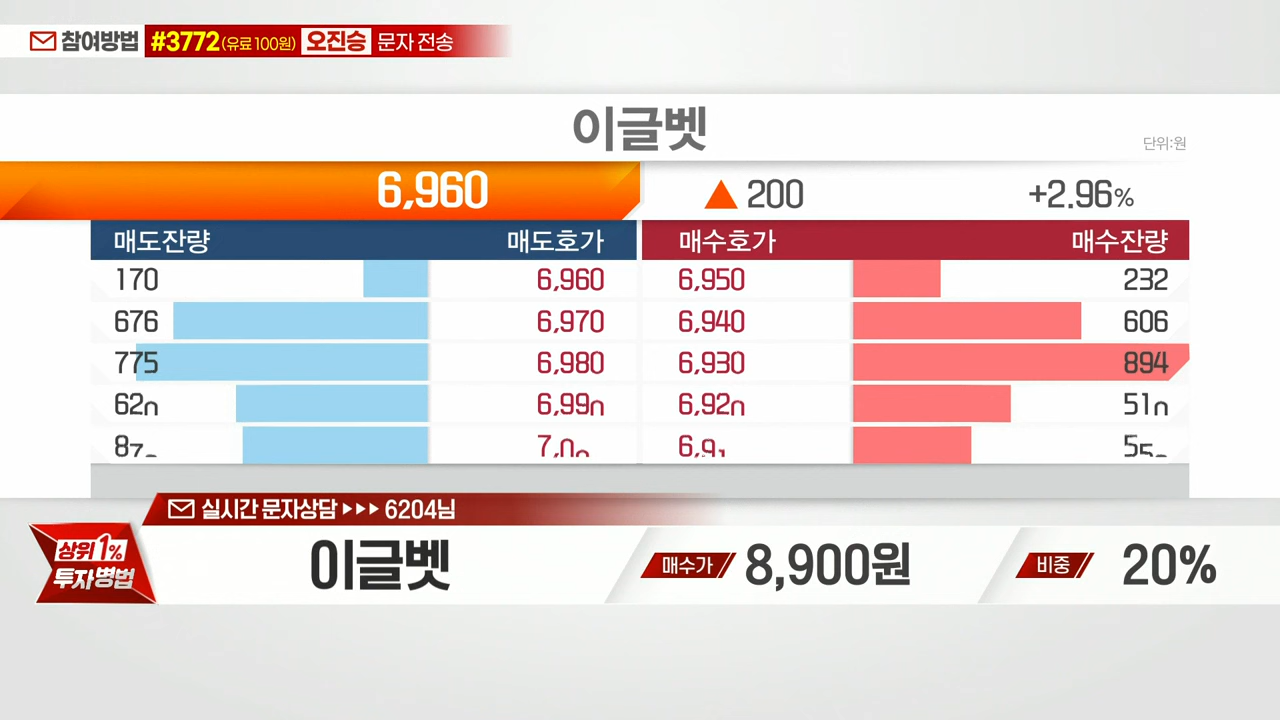 참여방법 #3772(유료 100원) 오진승 문자 전송
이글벳
단위:원
6,960 ▲ 200 +2.96%
매도잔량 매도호가 매수호가 매수잔량
170 6,960 6,950 232
676 6,970 6,940 606
775 6,980 6,930 894
실시간 문자상담 ▶▶▶ 6204님
상위 1% 투자병법
이글벳 매수가 8,900원 비중 20%